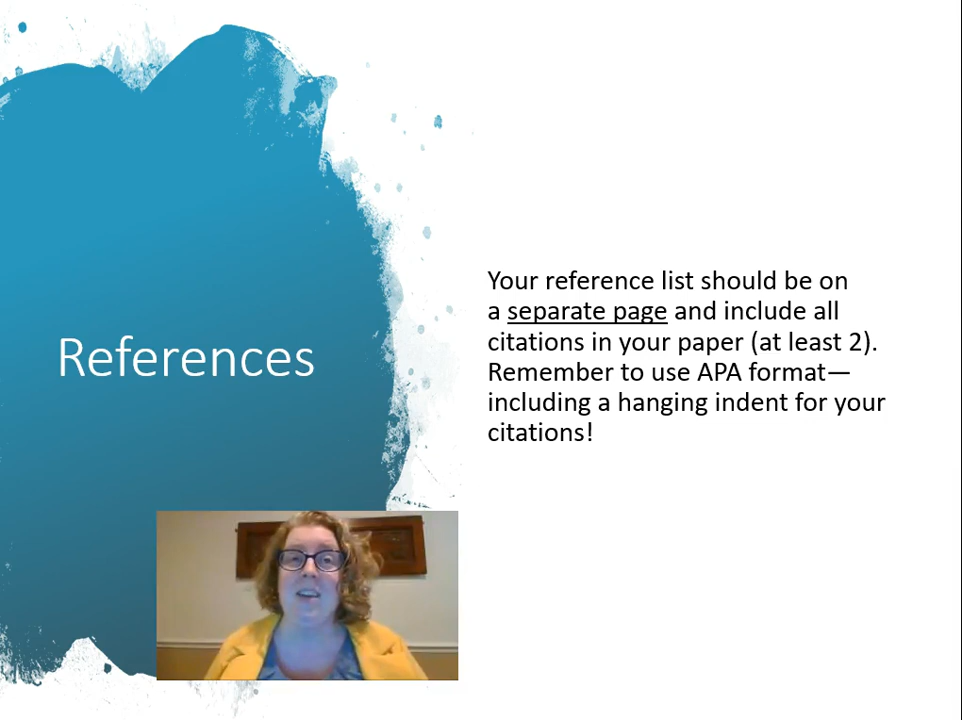 References
Your reference list should be on
a separate page and include all
citations in your paper (at least 2).
Remember to use APA format—
including a hanging indent for your
citations!